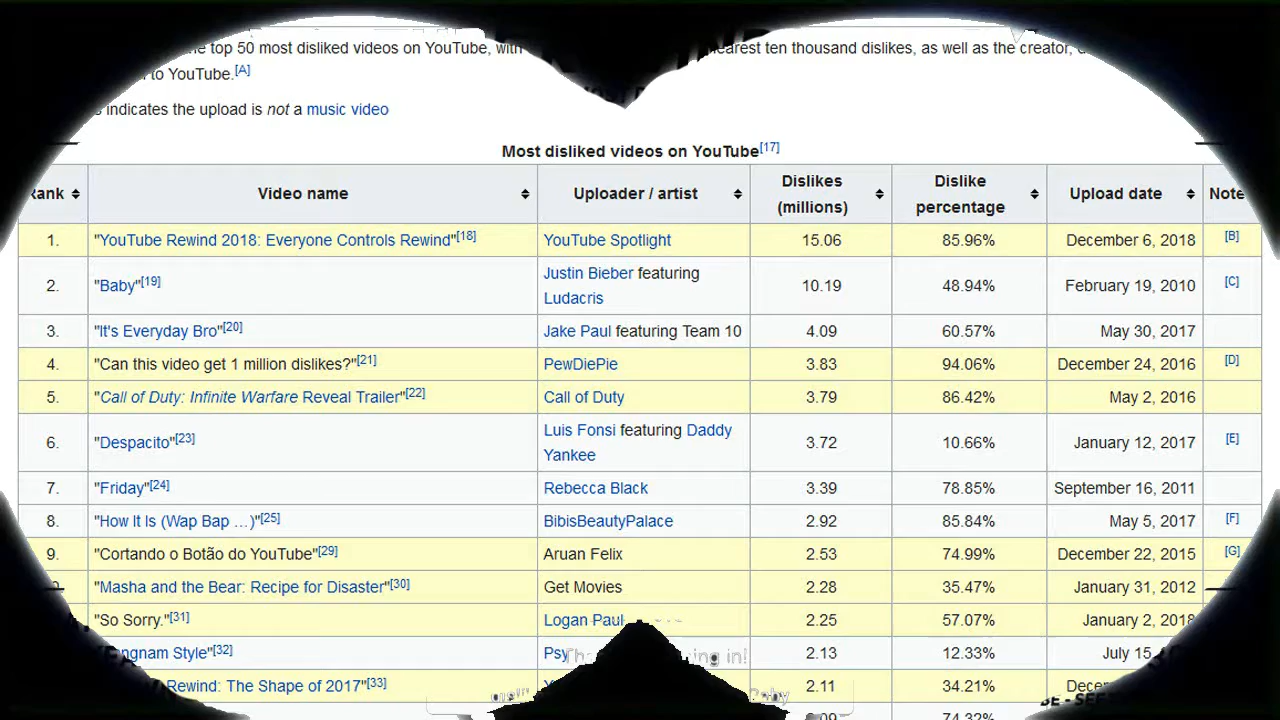 top 50 most disliked videos on YouTube, with
ten thousand dislikes, as well as the creator,
to YouTube.[A]
indicates the upload is not a music video
Most disliked videos on YouTube[17]
Rank Video name Uploader / artist Dislikes (millions) Dislike percentage Upload date Note
1. "YouTube Rewind 2018: Everyone Controls Rewind"[18] YouTube Spotlight 15.06 85.96% December 6, 2018 [B]
2. "Baby"[19] Justin Bieber featuring Ludacris 10.19 48.94% February 19, 2010 [C]
3. "It's Everyday Bro"[20] Jake Paul featuring Team 10 4.09 60.57% May 30, 2017
4. "Can this video get 1 million dislikes?"[21] PewDiePie 3.83 94.06% December 24, 2016 [D]
5. "Call of Duty: Infinite Warfare Reveal Trailer"[22] Call of Duty 3.79 86.42% May 2, 2016
6. "Despacito"[23] Luis Fonsi featuring Daddy Yankee 3.72 10.66% January 12, 2017 [E]
7. "Friday"[24] Rebecca Black 3.39 78.85% September 16, 2011
8. "How It Is (Wap Bap ...)"[25] BibisBeautyPalace 2.92 85.84% May 5, 2017 [F]
9. "Cortando o Botão do YouTube"[29] Aruan Felix 2.53 74.99% December 22, 2015 [G]
"Masha and the Bear: Recipe for Disaster"[30] Get Movies 2.28 35.47% January 31, 2012
"So Sorry."[31] Logan Paul 2.25 57.07% January 2, 2018
Style"[32] Psy 2.13 12.33% July 15
Rewind: The Shape of 2017"[33] 2.11 34.21%
74.32%